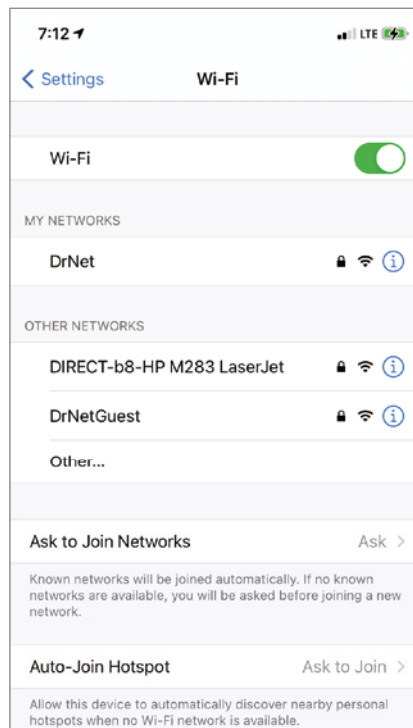 7:12
LTE
Settings
Wi-Fi
Wi-Fi
MY NETWORKS
DrNet
OTHER NETWORKS
DIRECT-b8-HP M283 LaserJet
DrNetGuest
Other...
Ask to Join Networks Ask
Known networks will be joined automatically. If no known
networks are available, you will be asked before joining a new
network.
Auto-Join Hotspot Ask to Join
Allow this device to automatically discover nearby personal
hotspots when no Wi-Fi network is available.